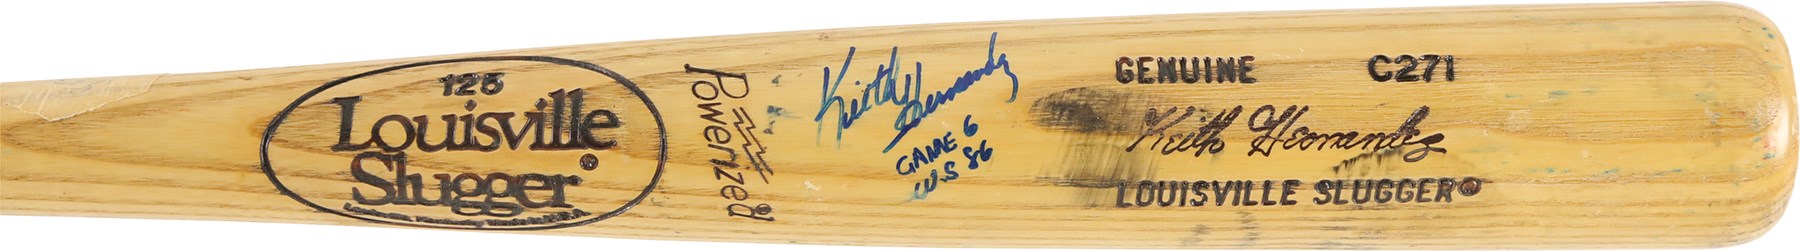 125
Louisville
Slugger®
Powerized
Keith Hernandez
GAME 6
W.S 86
GENUINE C271
Keith Hernandez
LOUISVILLE SLUGGER®